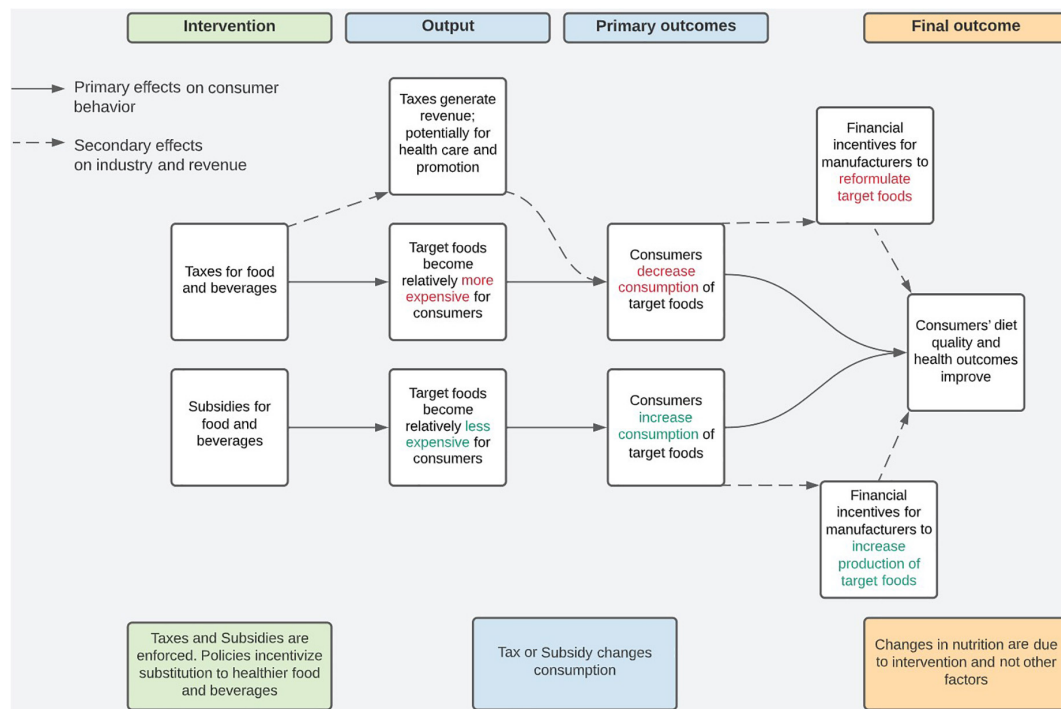 Intervention
Output
Primary outcomes
Final outcome
Primary effects on consumer
behavior
Secondary effects
on industry and revenue
Taxes generate
revenue;
potentially for
health care and
promotion
Financial
incentives for
manufacturers to
reformulate
target foods
Taxes for food
and beverages
Target foods
become
relatively more
expensive for
consumers
Consumers
decrease
consumption of
target foods
Consumers' diet
quality and
health outcomes
improve
Subsidies for
food and
beverages
Target foods
become
relatively less
expensive for
consumers
Consumers
increase
consumption of
target foods
Financial
incentives for
manufacturers to
increase
production of
target foods
Taxes and Subsidies are
enforced. Policies incentivize
substitution to healthier food
and beverages
Tax or Subsidy changes
consumption
Changes in nutrition are due
to intervention and not other
factors